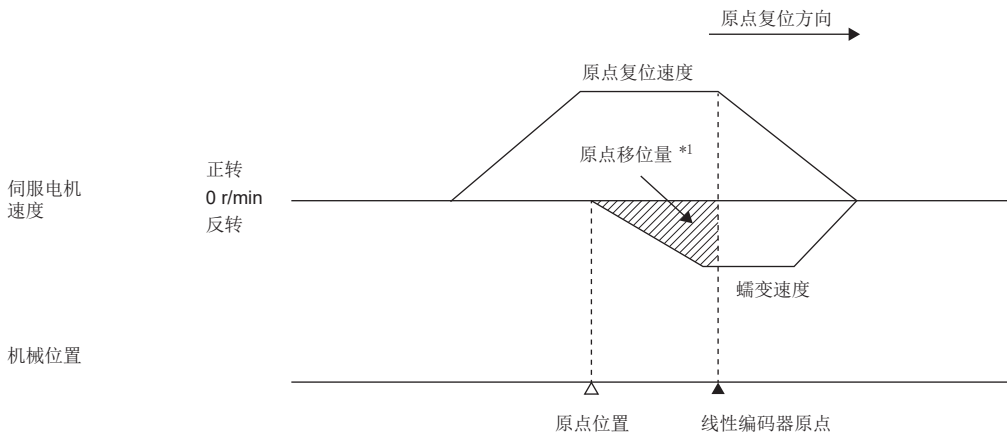 原点复位方向
原点复位速度
原点移位量 *1
伺服电机
速度
正转
0 r/min
反转
蠕变速度
机械位置
原点位置
线性编码器原点